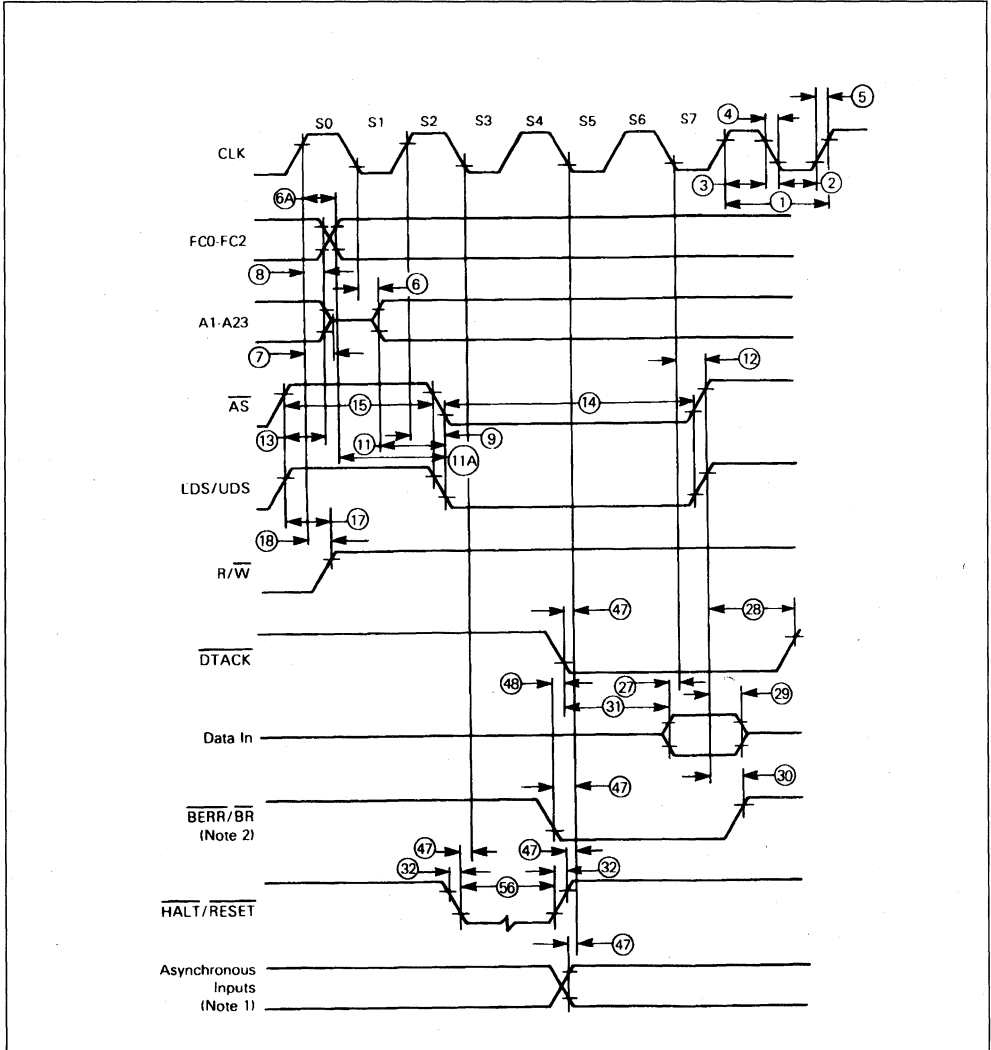 5
4
S0 S1 S2 S3 S4 S5 S6 S7
CLK
3 2
1
6A
FC0-FC2
8 6
A1-A23
7 12
AS
15 14
13 11 9
11A
LDS/UDS
17
18
R/W
47 28
DTACK
48 27 29
31
Data In
30
47
BERR/BR
(Note 2)
47 47
32 32
56
HALT/RESET
47
Asynchronous
Inputs
(Note 1)